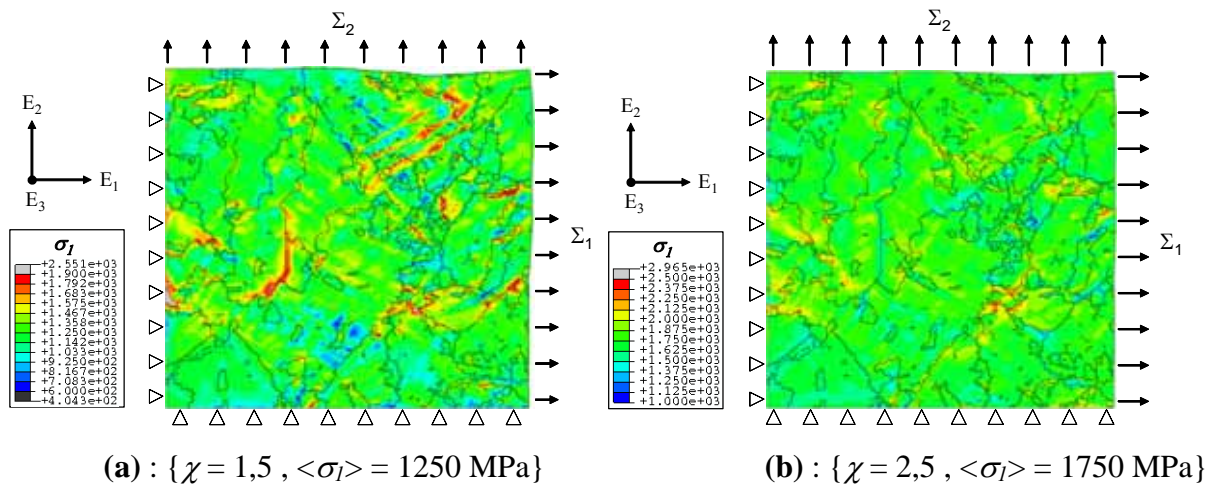 Σ2
Σ2
E2
E1
E3
E2
E1
E3
Σ1
Σ1
σ1
+2.551e+03
+1.900e+03
+1.792e+03
+1.683e+03
+1.575e+03
+1.467e+03
+1.358e+03
+1.250e+03
+1.142e+03
+1.033e+03
+9.250e+02
+8.167e+02
+7.083e+02
+6.000e+02
+4.043e+02
σ1
+2.965e+03
+2.500e+03
+2.375e+03
+2.250e+03
+2.125e+03
+2.000e+03
+1.875e+03
+1.750e+03
+1.625e+03
+1.500e+03
+1.375e+03
+1.250e+03
+1.125e+03
+1.000e+03
(a) : {χ = 1,5 , <σ1> = 1250 MPa}
(b) : {χ = 2,5 , <σ1> = 1750 MPa}